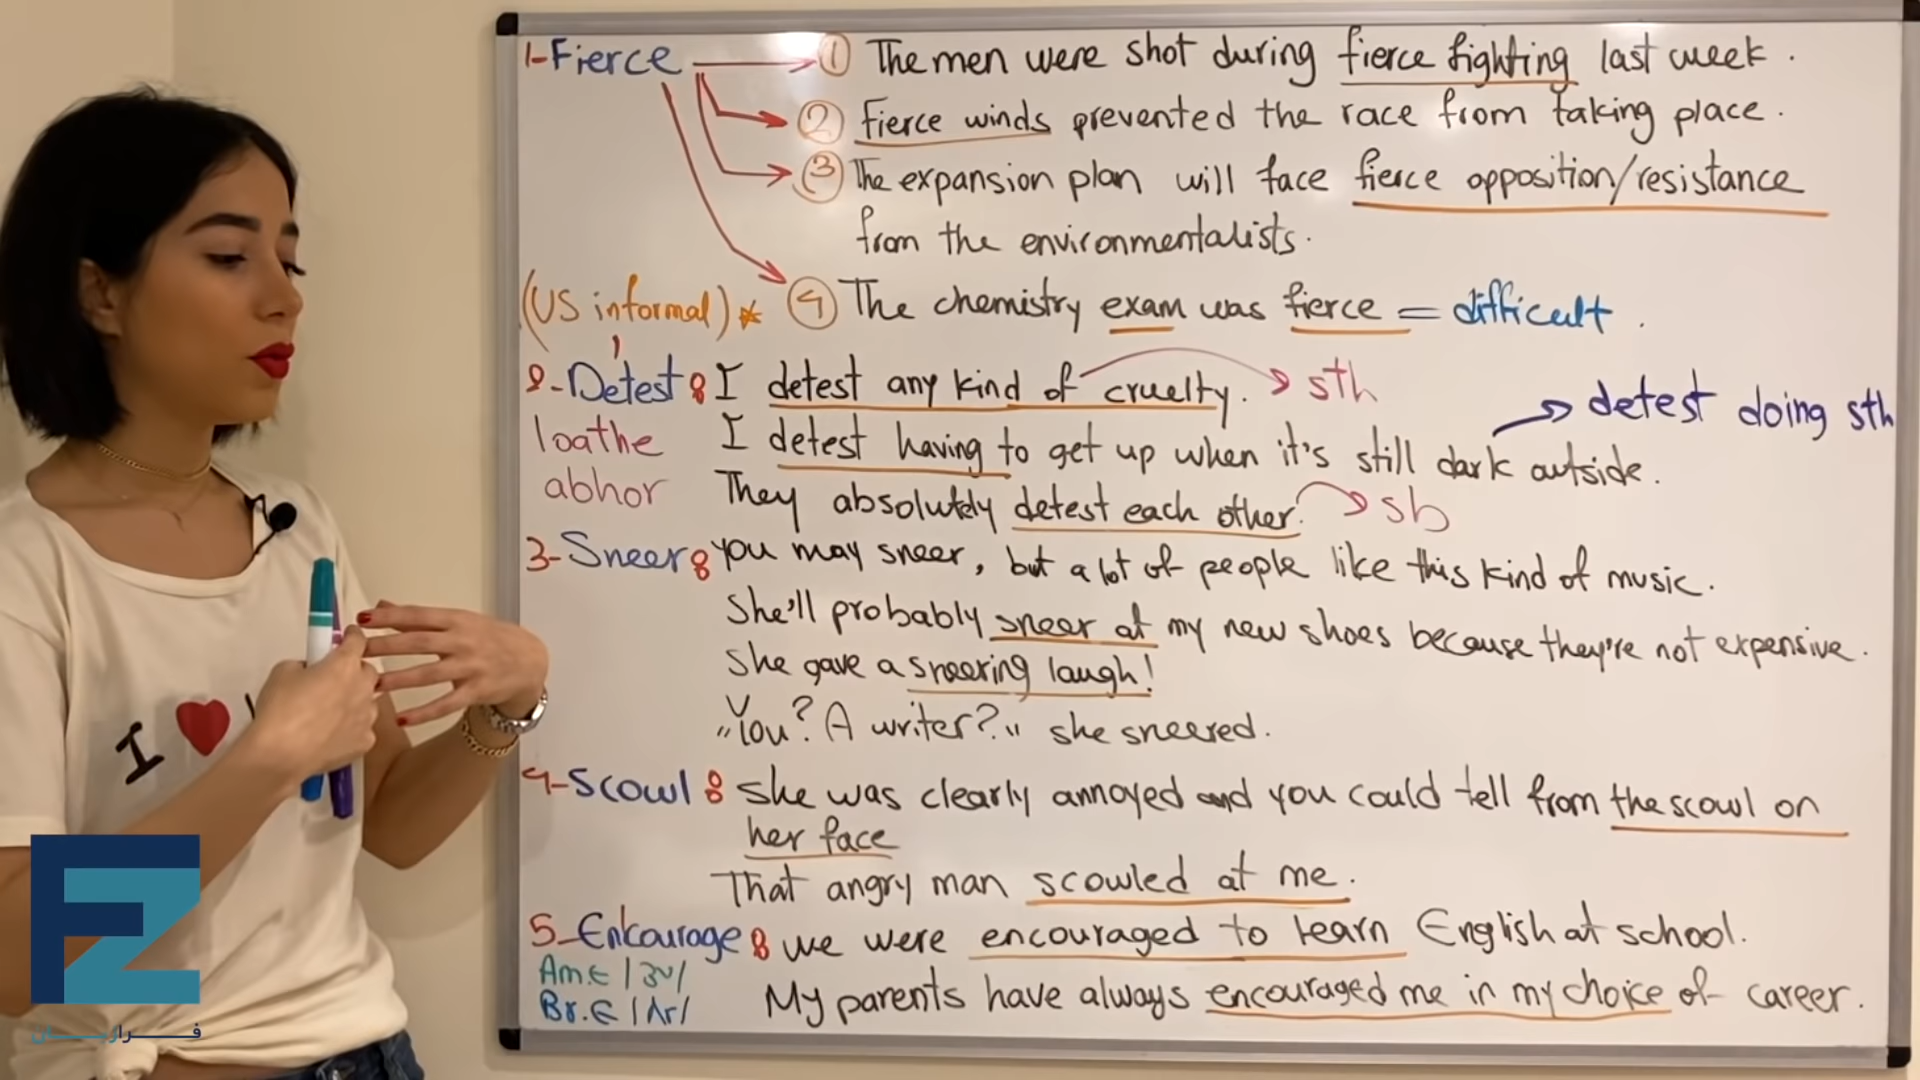 1-Fierce ① The men were shot during fierce fighting last week.
② Fierce winds prevented the race from taking place.
③ The expansion plan will face fierce opposition/resistance
from the environmentalists.
(US informal)* ④ The chemistry exam was fierce = difficult.
2-Detest: I detest any kind of cruelty. → sth
→ detest doing sth
loathe I detest having to get up when it's still dark outside.
abhor They absolutely detest each other. → sb
3-Sneer: you may sneer, but a lot of people like this kind of music.
She'll probably sneer at my new shoes because they're not expensive.
She gave a sneering laugh!
"You? A writer?" she sneered.
4-Scowl: she was clearly annoyed and you could tell from the scowl on
her face
That angry man scowled at me.
5-Encourage: we were encouraged to learn English at school.
Am.E
Br.E My parents have always encouraged me in my choice of career.
I ♥
FZ
فرازبان